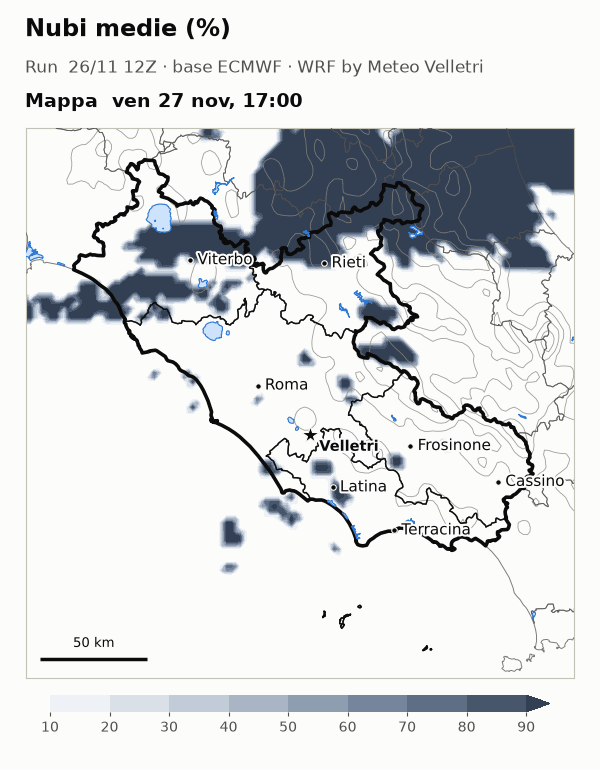 Nubi medie (%)
Run 26/11 12Z · base ECMWF · WRF by Meteo Velletri
Mappa ven 27 nov, 17:00
Viterbo
Rieti
Roma
Velletri
Frosinone
Latina
Cassino
Terracina
50 km
10 20 30 40 50 60 70 80 90